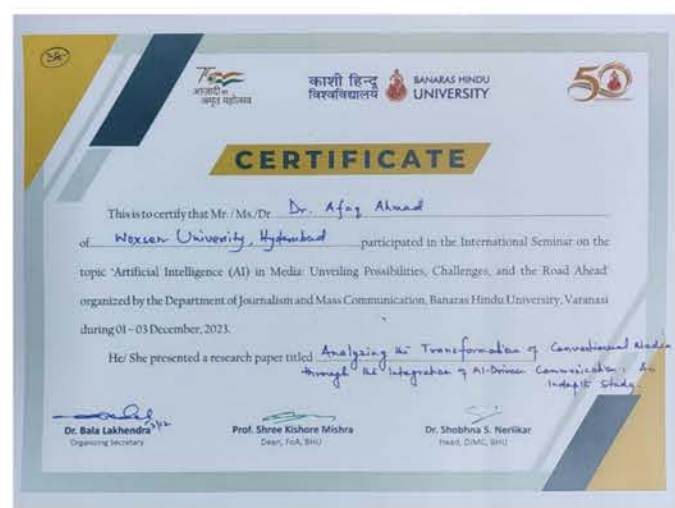 आज़ादी का
अमृत महोत्सव
काशी हिन्दू
विश्वविद्यालय
BANARAS HINDU
UNIVERSITY
50
CERTIFICATE
This is to certify that Mr./Ms./Dr. Dr. Afaq Ahmad
of Woxsen University, Hyderabad participated in the International Seminar on the
topic 'Artificial Intelligence (AI) in Media: Unveiling Possibilities, Challenges, and the Road Ahead'
organized by the Department of Journalism and Mass Communication, Banaras Hindu University, Varanasi
during 01 – 03 December, 2023.
He/ She presented a research paper titled Analyzing the Transformation of Conventional Media
through the integration of AI-Driven Communication: An
Indepth Study.
Dr. Bala Lakhendra
Organizing Secretary
Prof. Shree Kishore Mishra
Dean, FoA, BHU
Dr. Shobhna S. Nerlikar
Head, DJMC, BHU